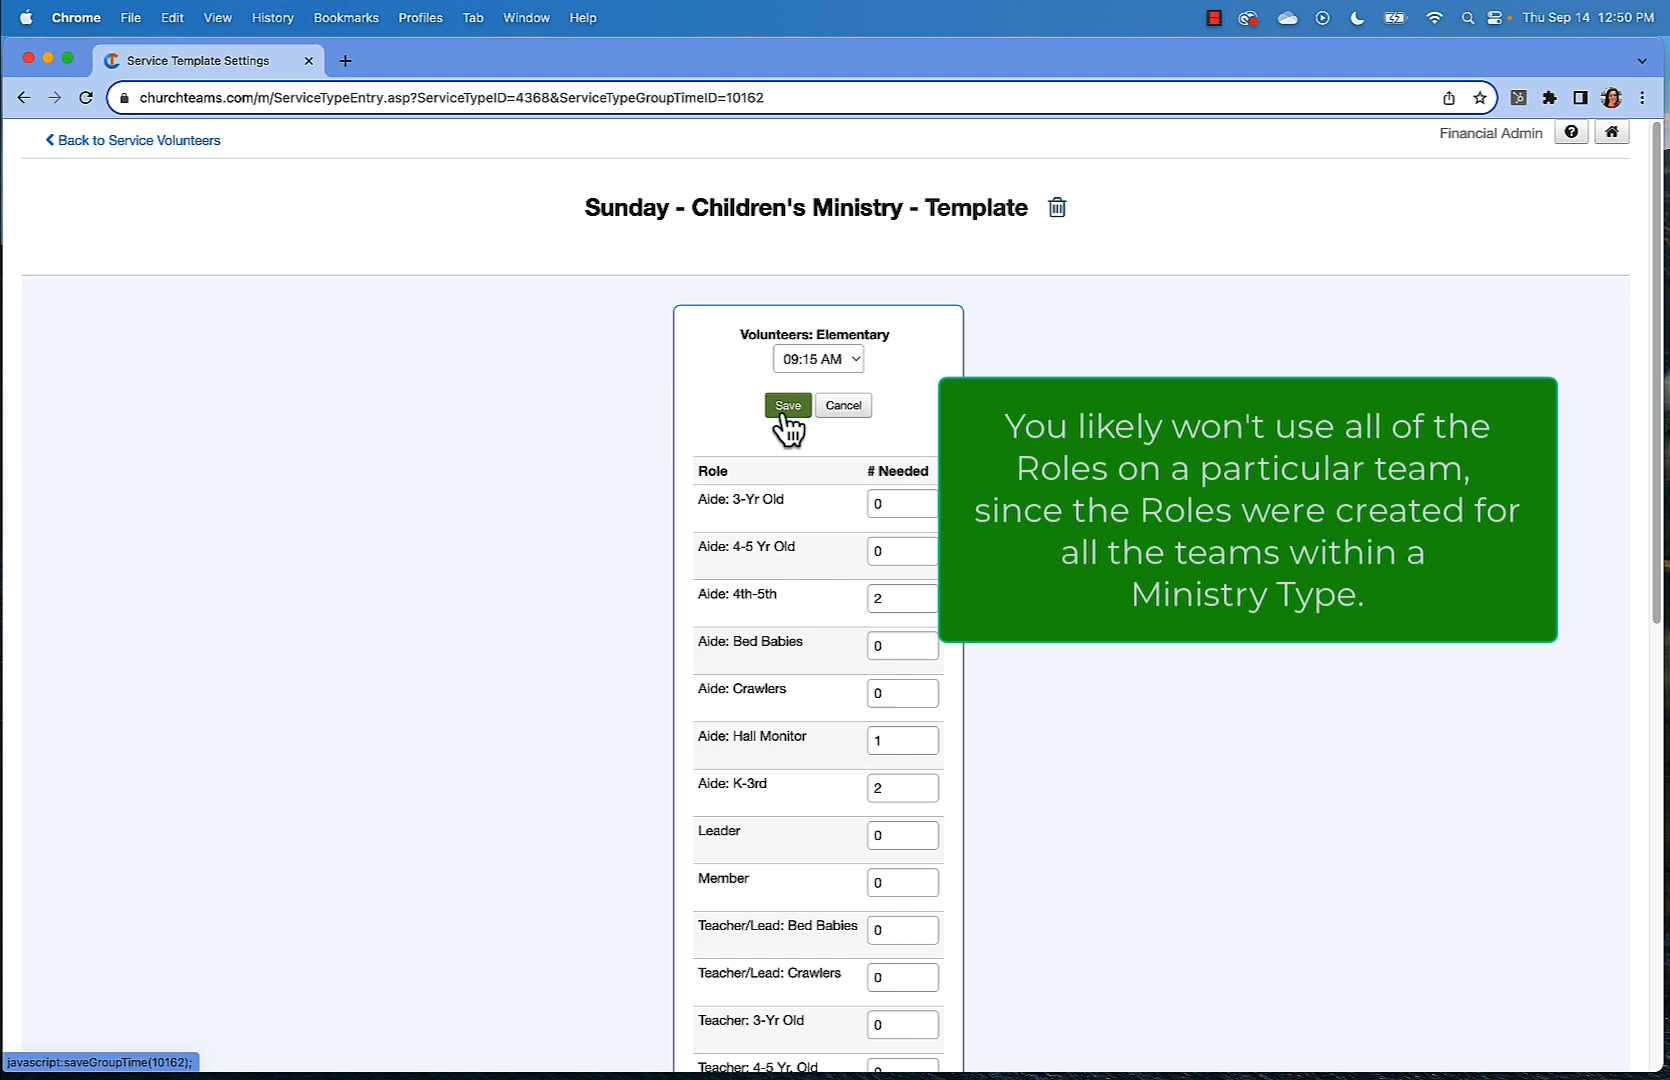 Chrome File Edit View History Bookmarks Profiles Tab Window Help Thu Sep 14 12:50 PM
Service Template Settings
churchteams.com/m/ServiceTypeEntry.asp?ServiceTypeID=4368&ServiceTypeGroupTimeID=10162
Back to Service Volunteers
Financial Admin
Sunday - Children's Ministry - Template
Volunteers: Elementary
09:15 AM
Save Cancel
You likely won't use all of the
Roles on a particular team,
since the Roles were created for
all the teams within a
Ministry Type.
Role # Needed
Aide: 3-Yr Old 0
Aide: 4-5 Yr Old 0
Aide: 4th-5th 2
Aide: Bed Babies 0
Aide: Crawlers 0
Aide: Hall Monitor 1
Aide: K-3rd 2
Leader 0
Member 0
Teacher/Lead: Bed Babies 0
Teacher/Lead: Crawlers 0
Teacher: 3-Yr Old 0
Teacher: 4-5 Yr. Old 0
javascript:saveGroupTime(10162);